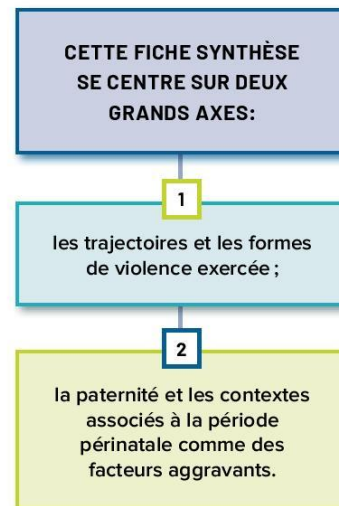 CETTE FICHE SYNTHÈSE
SE CENTRE SUR DEUX
GRANDS AXES:
1
les trajectoires et les formes
de violence exercée ;
2
la paternité et les contextes
associés à la période
périnatale comme des
facteurs aggravants.